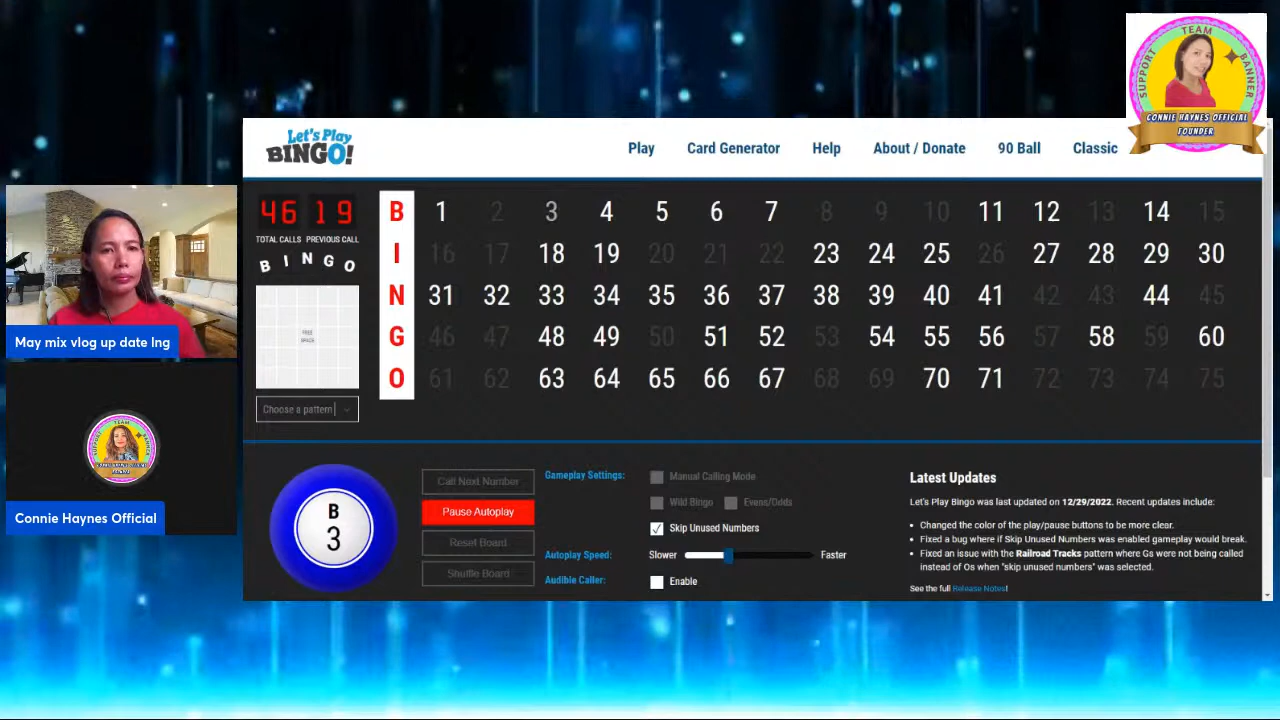 SUPPORT TEAM BANNER
CONNIE HAYNES OFFICIAL
FOUNDER
Let's Play
BINGO!
Play Card Generator Help About / Donate 90 Ball Classic
46 19
TOTAL CALLS PREVIOUS CALL
B I N G O
FREE
SPACE
Choose a pattern
B 1 2 3 4 5 6 7 8 9 10 11 12 13 14 15
I 16 17 18 19 20 21 22 23 24 25 26 27 28 29 30
N 31 32 33 34 35 36 37 38 39 40 41 42 43 44 45
G 46 47 48 49 50 51 52 53 54 55 56 57 58 59 60
O 61 62 63 64 65 66 67 68 69 70 71 72 73 74 75
May mix vlog up date lng
SUPPORT TEAM BANNER
Connie Haynes Official
B
3
Call Next Number
Pause Autoplay
Reset Board
Shuffle Board
Gameplay Settings:
Manual Calling Mode
Wild Bingo Evens/Odds
Skip Unused Numbers
Autoplay Speed: Slower Faster
Audible Caller: Enable
Latest Updates
Let's Play Bingo was last updated on 12/29/2022. Recent updates include:
Changed the color of the play/pause buttons to be more clear.
Fixed a bug where if Skip Unused Numbers was enabled gameplay would break.
Fixed an issue with the Railroad Tracks pattern where Gs were not being called
instead of Os when "skip unused numbers" was selected.
See the full Release Notes!